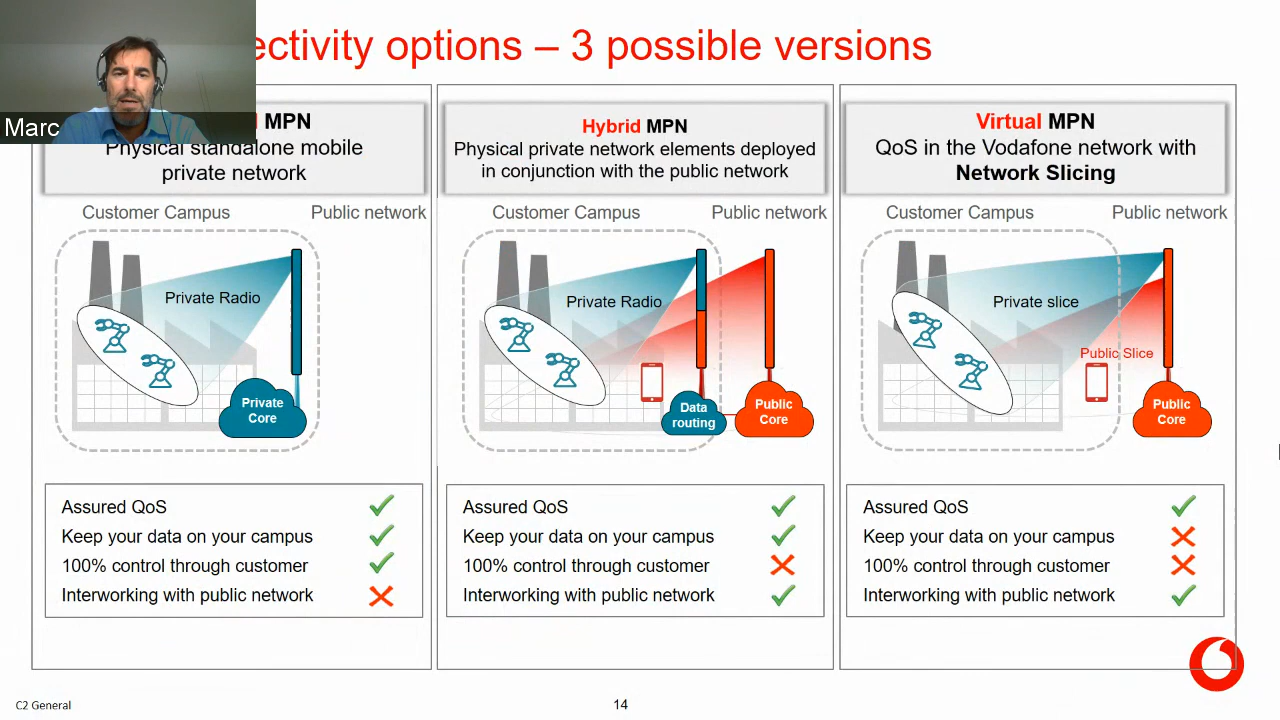 ectivity options – 3 possible versions
Marc
MPN
Physical standalone mobile
private network
Customer Campus Public network
Private Radio
Private
Core
Assured QoS
Keep your data on your campus
100% control through customer
Interworking with public network
Hybrid MPN
Physical private network elements deployed
in conjunction with the public network
Customer Campus Public network
Private Radio
Data
routing
Public
Core
Assured QoS
Keep your data on your campus
100% control through customer
Interworking with public network
Virtual MPN
QoS in the Vodafone network with
Network Slicing
Customer Campus Public network
Private slice
Public Slice
Public
Core
Assured QoS
Keep your data on your campus
100% control through customer
Interworking with public network
C2 General
14